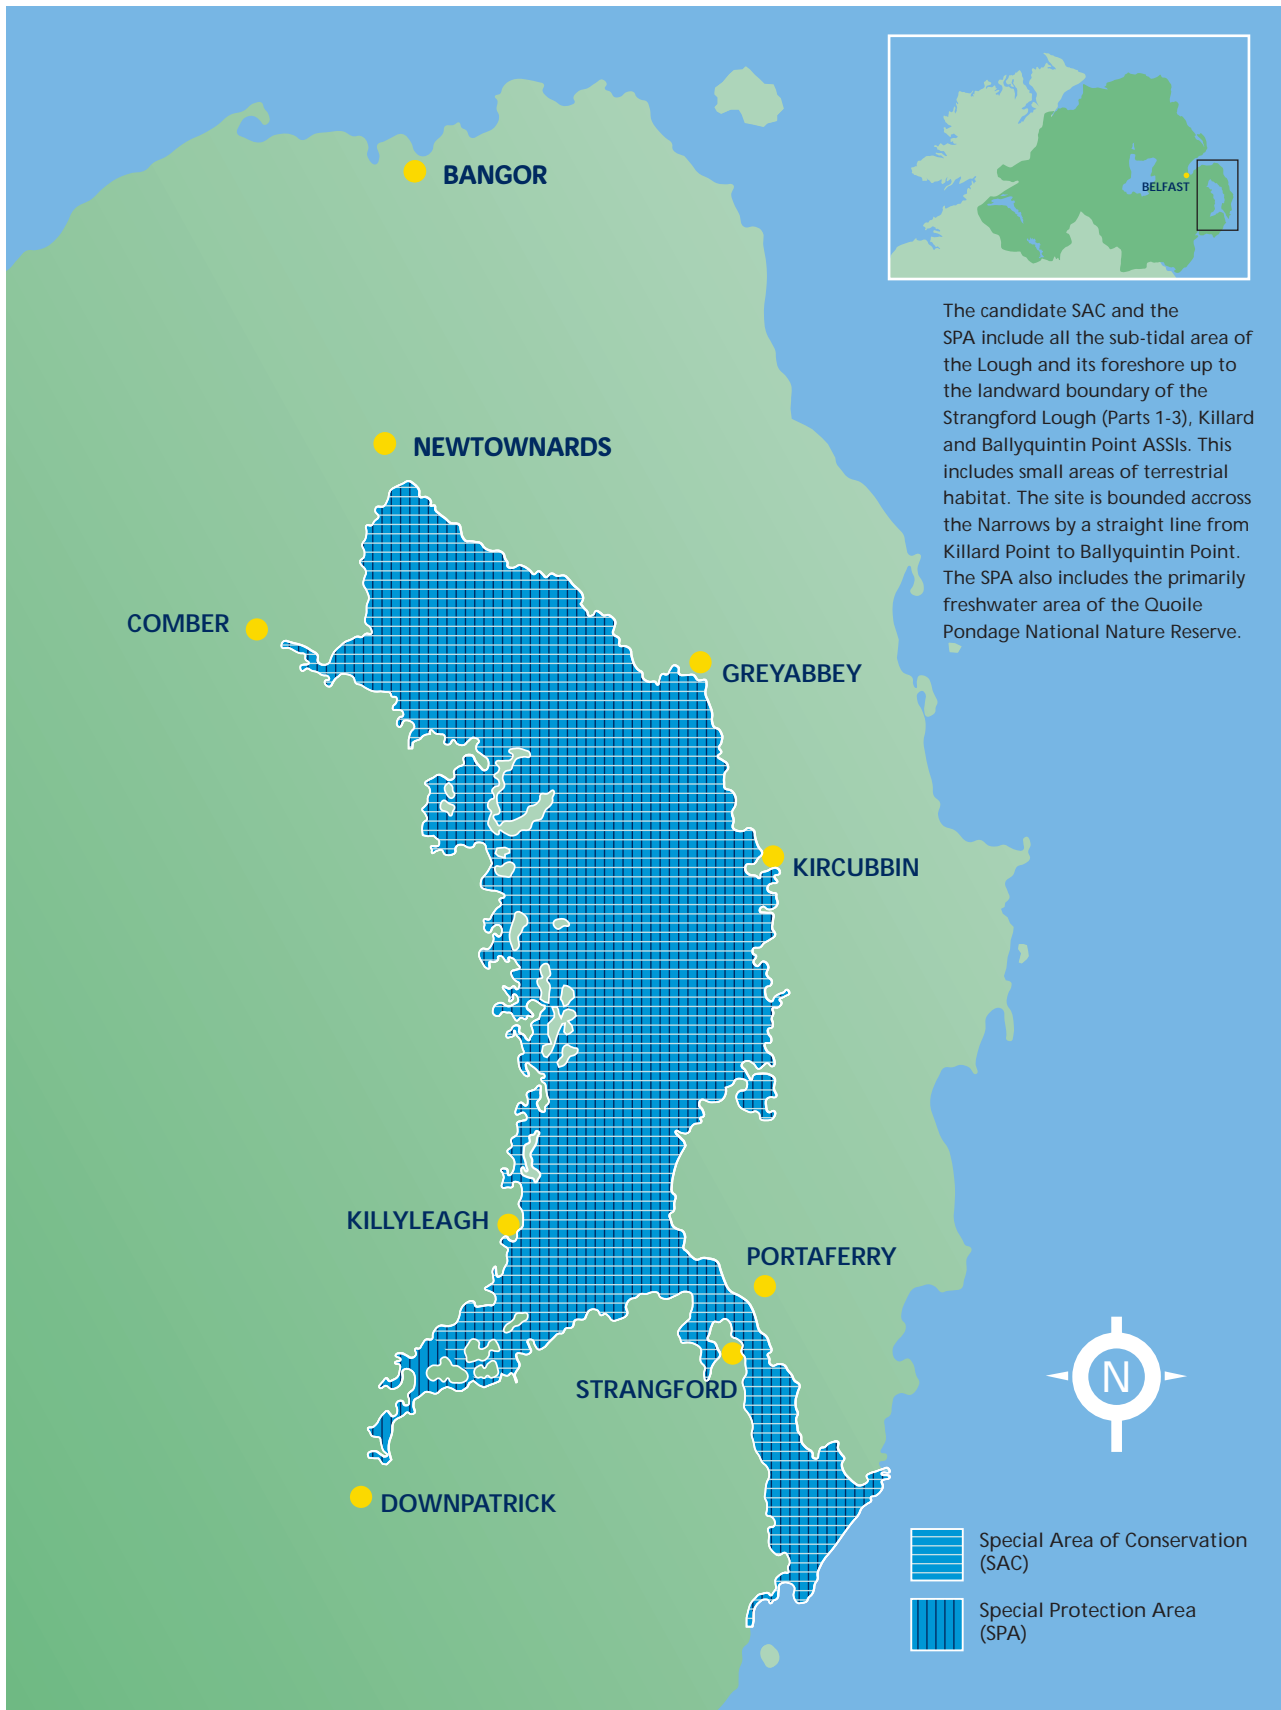 BELFAST
BANGOR
The candidate SAC and the
SPA include all the sub-tidal area of
the Lough and its foreshore up to
the landward boundary of the
Strangford Lough (Parts 1-3), Killard
and Ballyquintin Point ASSIs. This
includes small areas of terrestrial
habitat. The site is bounded accross
the Narrows by a straight line from
Killard Point to Ballyquintin Point.
The SPA also includes the primarily
freshwater area of the Quoile
Pondage National Nature Reserve.
NEWTOWNARDS
COMBER
GREYABBEY
KIRCUBBIN
KILLYLEAGH
PORTAFERRY
STRANGFORD
N
DOWNPATRICK
Special Area of Conservation
(SAC)
Special Protection Area
(SPA)